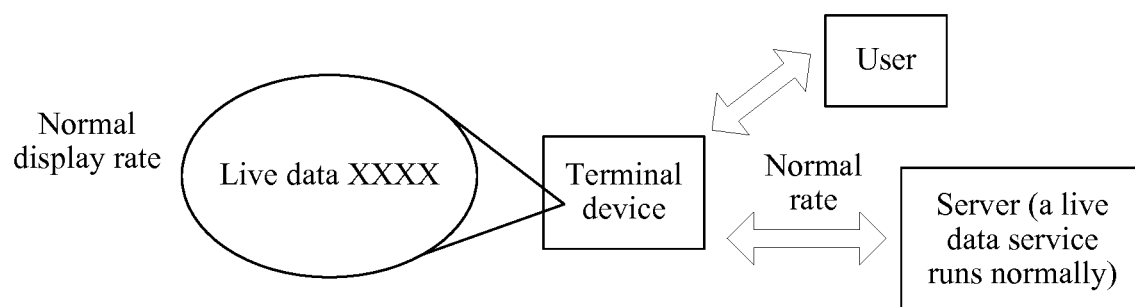 Normal
display rate
Live data XXXX
Terminal
device
User
Normal
rate
Server (a live
data service
runs normally)